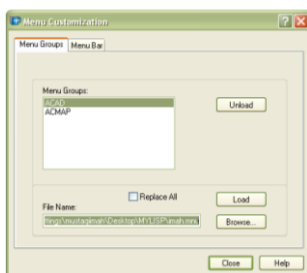 Menu Customization
Menu Groups
Menu Bar
Menu Groups:
ACAD
ACMAP
Unload
Replace All
Load
File Name:
Browse...
Close
Help